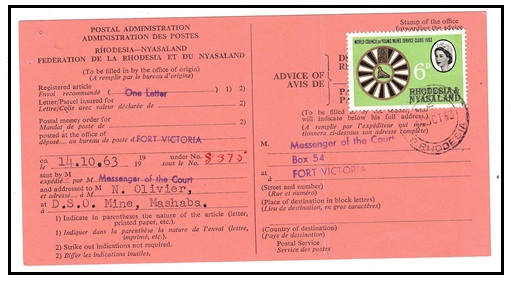 POSTAL ADMINISTRATION
ADMINISTRATION DES POSTES
RHODESIA—NYASALAND
FEDERATION DE LA RHODESIA ET DU NYASALAND
(To be filled in by the office of origin)
(A remplir par le bureau d'origine)
Registered article
Envoi recommandé ( One Letter ) 1) 2)
Letter/Parcel insured for
Lettre/Colis avec valeur déclarée de
Postal money order for
Mandat de poste de
posted at the office of
déposé au bureau de poste FORT VICTORIA
on
le 14.10.63 19 under No. 8375
19 sous le No.
sent by M
expédié par M Messenger of the Court
and addressed to M N. Olivier,
et adressé à M
at
à D.S.O. Mine, Mashaba.
1) Indicate in parentheses the nature of the article (letter,
printed paper, etc.)
1) Indiquer dans la parenthèse la nature de l'envoi (lettre,
imprimé, etc.)
2) Strike out indications not required.
2) Biffer les indications inutiles.
Stamp of the office
ADVICE OF
AVIS DE
WORLD COUNCIL OF YOUNG MEN'S SERVICE CLUBS 1963
6D
RHODESIA &
NYASALAND
OCT 63
S. RHODESIA
(To be filled
will indicate below his full address.)
(A remplir par l'expéditeur qui
tionnera ci-dessous son adresse complète)
M. Messenger of the Court
Box 54
at
à FORT VICTORIA
(Street and number)
(Rue et numéro)
(Place of destination in block letters)
(Lieu de destination, en gros caractères)
(Country of destination)
(Pays de destination)
Postal Service
Service des postes